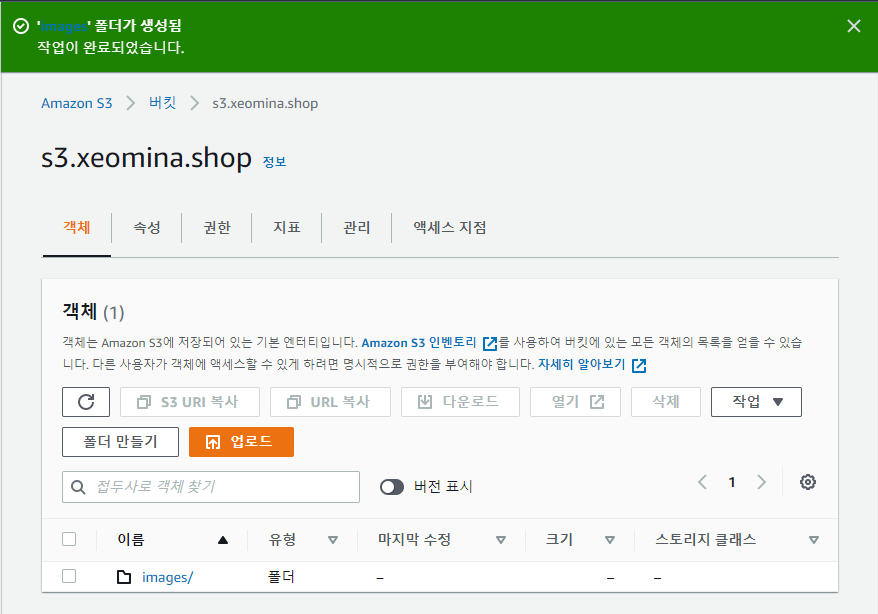 'images' 폴더가 생성됨
작업이 완료되었습니다.
Amazon S3 > 버킷 > s3.xeomina.shop
s3.xeomina.shop 정보
객체 속성 권한 지표 관리 액세스 지점
객체 (1)
객체는 Amazon S3에 저장되어 있는 기본 엔터티입니다. Amazon S3 인벤토리 를 사용하여 버킷에 있는 모든 객체의 목록을 얻을 수 있습
니다. 다른 사용자가 객체에 액세스할 수 있게 하려면 명시적으로 권한을 부여해야 합니다. 자세히 알아보기
S3 URI 복사 URL 복사 다운로드 열기 삭제 작업
폴더 만들기 업로드
접두사로 객체 찾기 버전 표시 < 1 >
이름 유형 마지막 수정 크기 스토리지 클래스
images/ 폴더 – – –